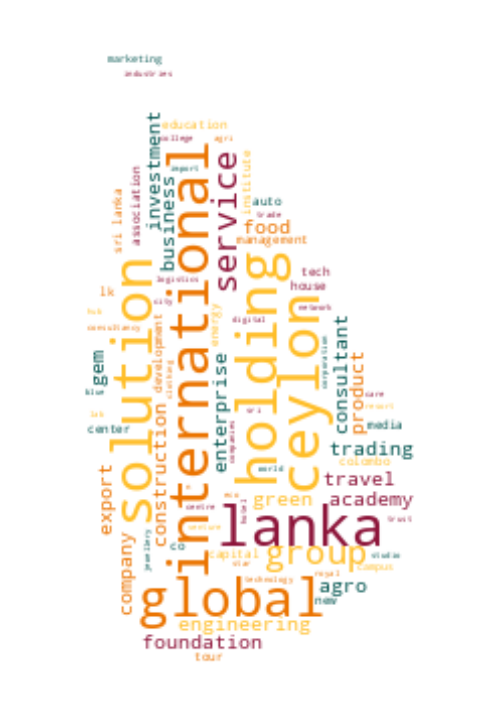 marketing
industries
education
college
agri
investment
import
international
service
institute
business
association
sri lanka
auto
trade
food
management
holding
solution
logistics
tech
house
lk
city
network
ceylon
hub
digital
energy
consultancy
development
consultant
corporation
gem
enterprise
product
clothing
blue
care
resort
lab
sri
center
companies
construction
media
trading
colombo
world
export
travel
eco
green
academy
centre
hotel
lanka
trust
venture
jewellery
co
capital
group
studio
star
campus
company
technology
royal
global
agro
new
engineering
foundation
tour